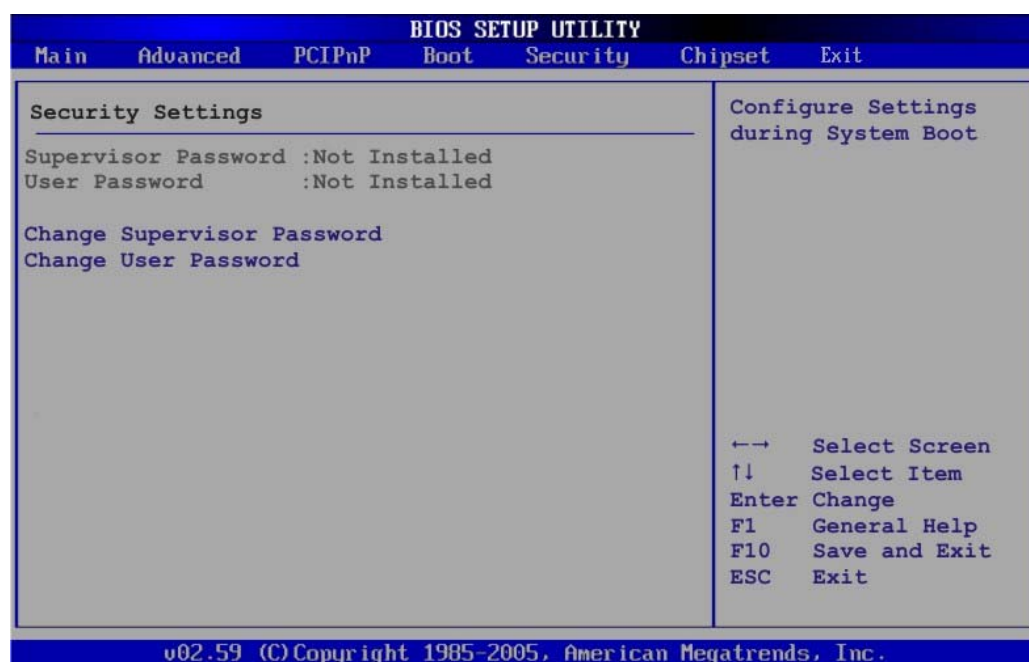 BIOS SETUP UTILITY
Main Advanced PCIPnP Boot Security Chipset Exit
Security Settings
Supervisor Password :Not Installed
User Password :Not Installed
Change Supervisor Password
Change User Password
Configure Settings
during System Boot
←→ Select Screen
↑↓ Select Item
Enter Change
F1 General Help
F10 Save and Exit
ESC Exit
v02.59 (C)Copyright 1985-2005, American Megatrends, Inc.